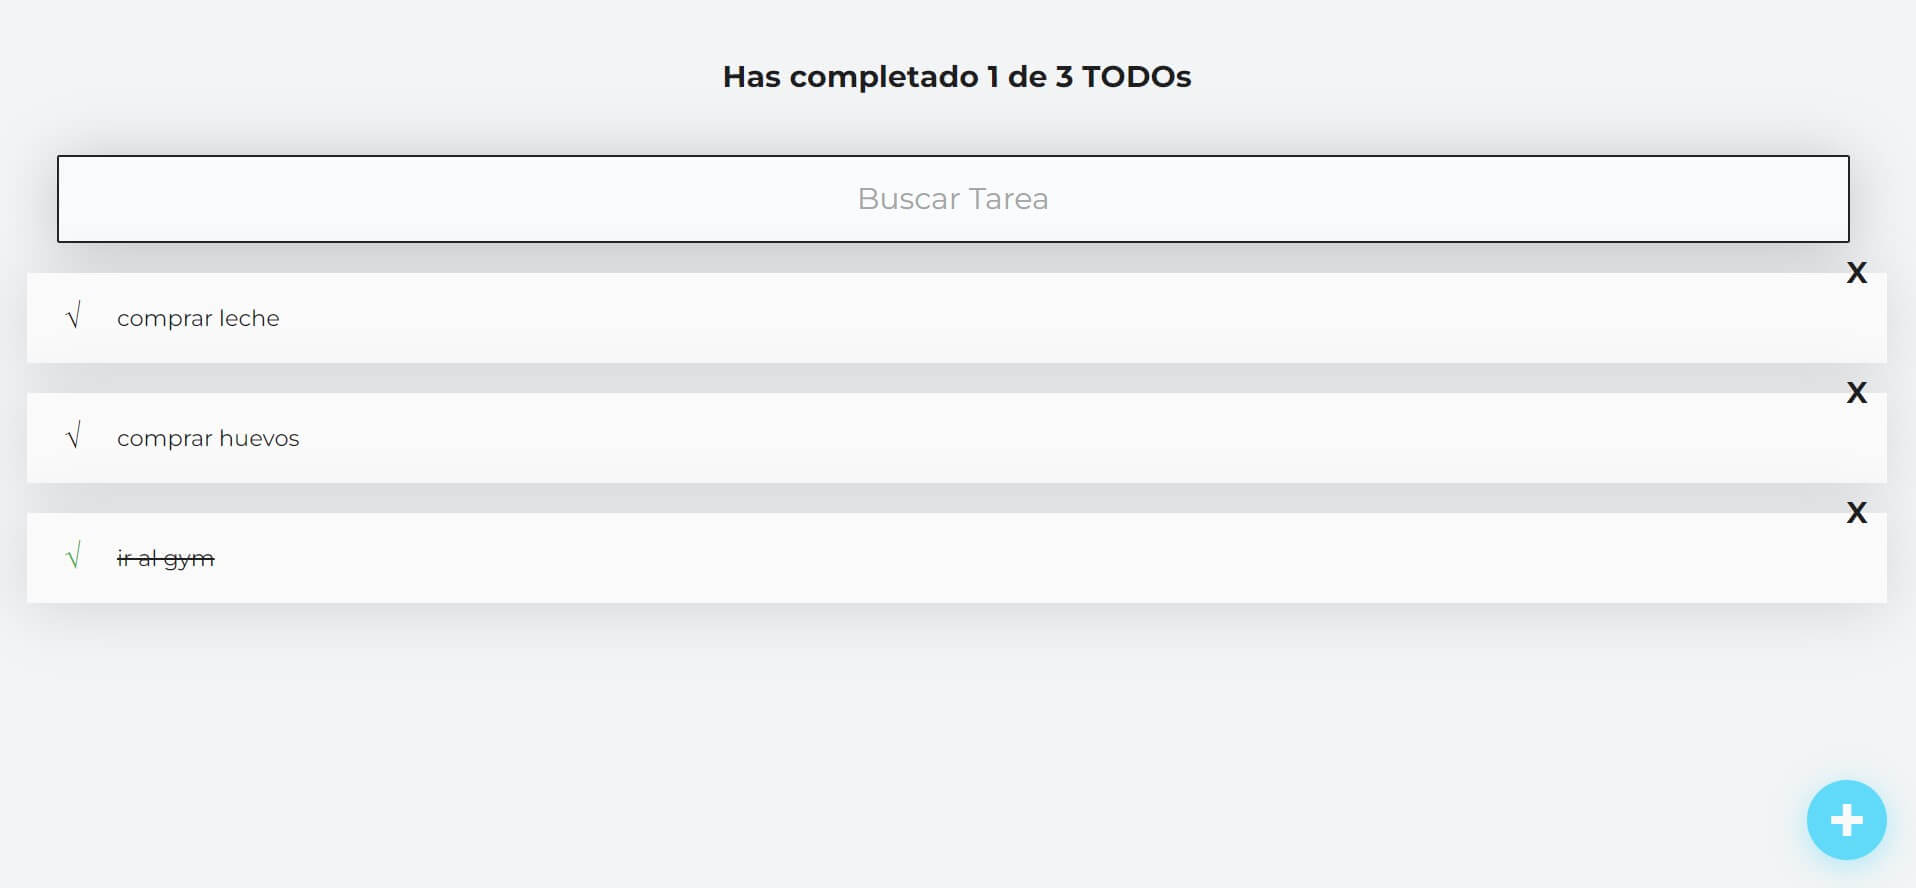 Has completado 1 de 3 TODOs
Buscar Tarea
X
√ comprar leche
X
√ comprar huevos
X
√ ir al gym
+